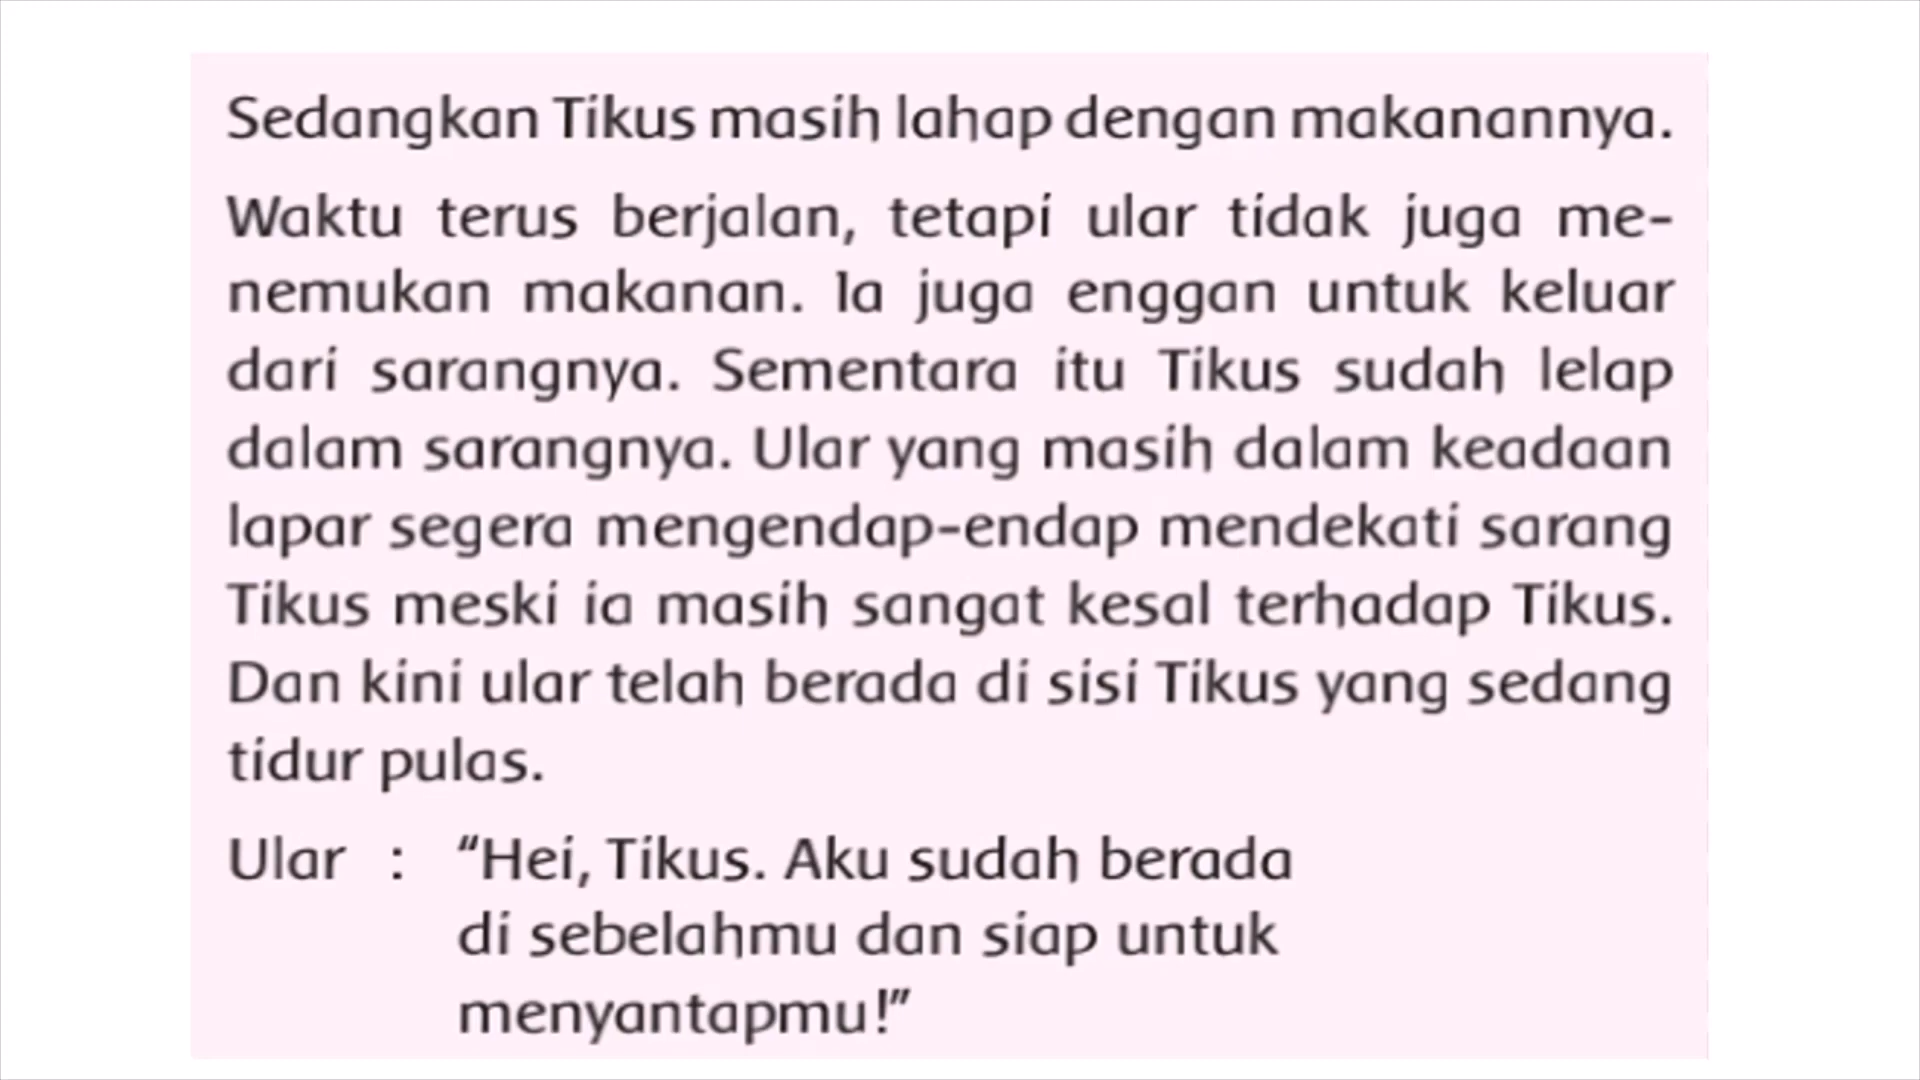 Sedangkan Tikus masih lahap dengan makanannya.
Waktu terus berjalan, tetapi ular tidak juga me-
nemukan makanan. Ia juga enggan untuk keluar
dari sarangnya. Sementara itu Tikus sudah lelap
dalam sarangnya. Ular yang masih dalam keadaan
lapar segera mengendap-endap mendekati sarang
Tikus meski ia masih sangat kesal terhadap Tikus.
Dan kini ular telah berada di sisi Tikus yang sedang
tidur pulas.
Ular : “Hei, Tikus. Aku sudah berada
di sebelahmu dan siap untuk
menyantapmu!”